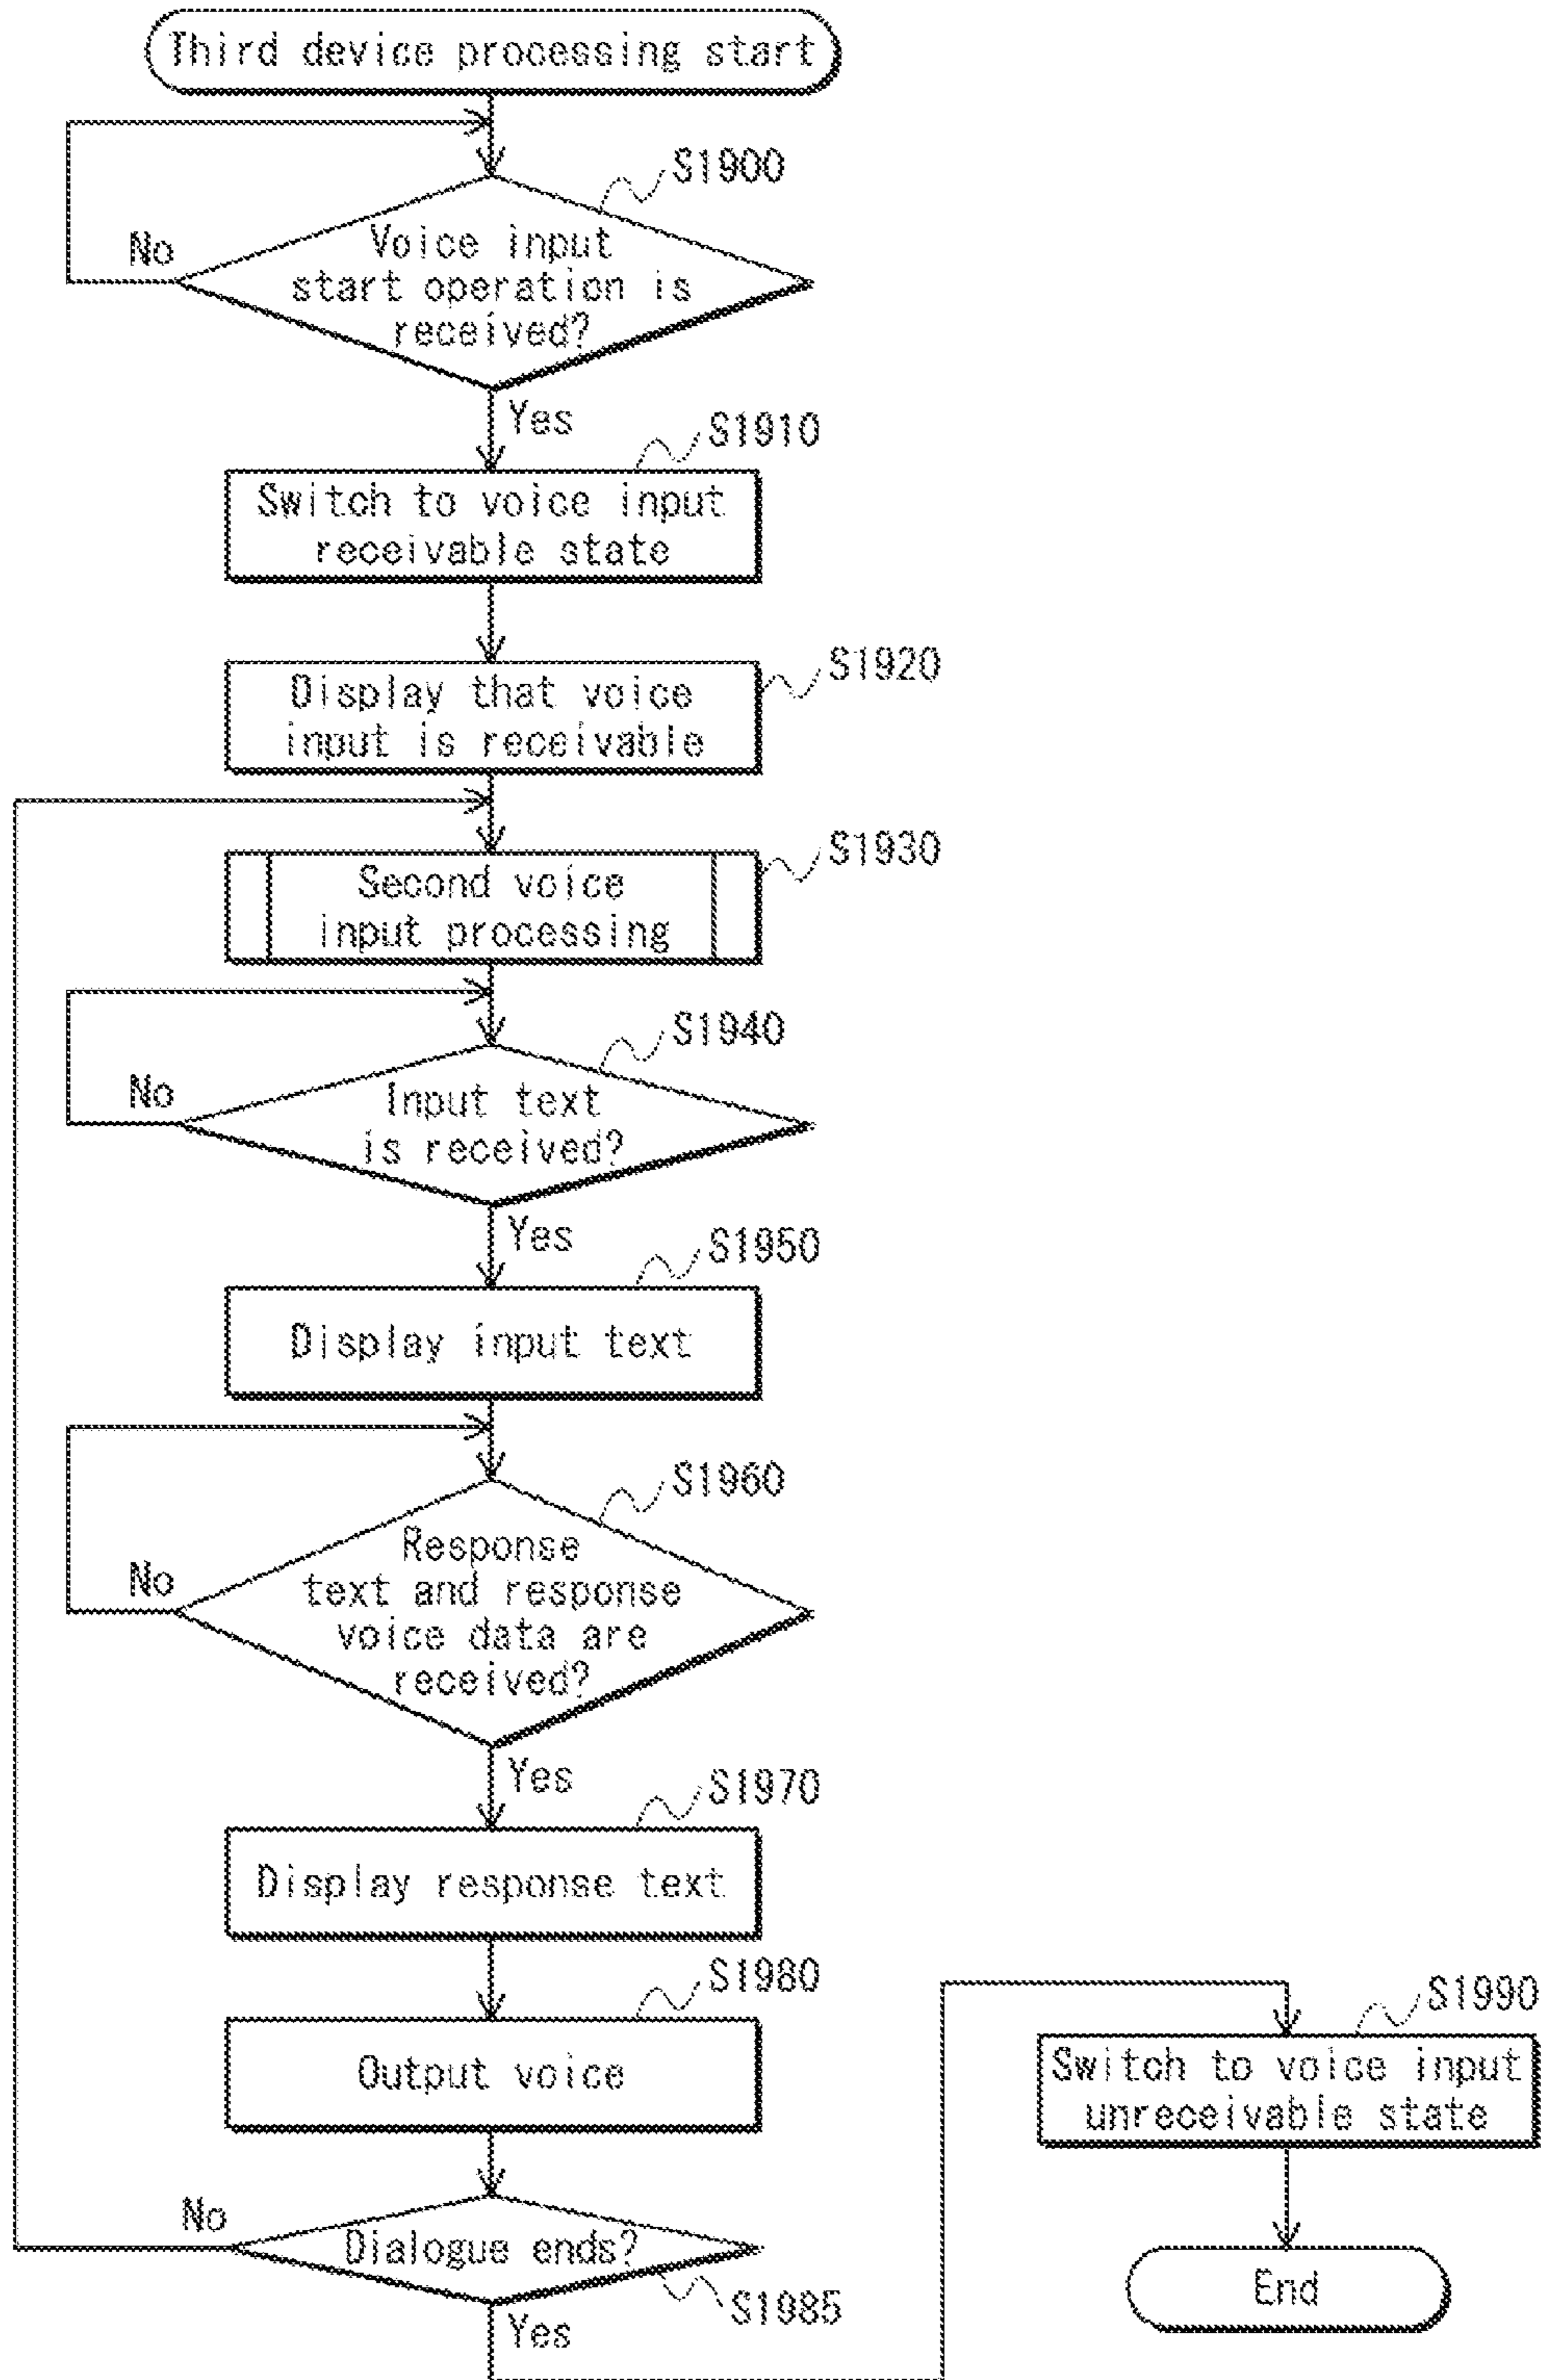 Third device processing start
S1900
No
Voice input
start operation is
received?
Yes
S1910
Switch to voice input
receivable state
S1920
Display that voice
input is receivable
S1930
Second voice
input processing
S1940
No
Input text
is received?
Yes
S1950
Display input text
S1960
No
Response
text and response
voice data are
received?
Yes
S1970
Display response text
S1980
Output voice
No
Dialogue ends?
S1985
Yes
S1990
Switch to voice input
unreceivable state
End